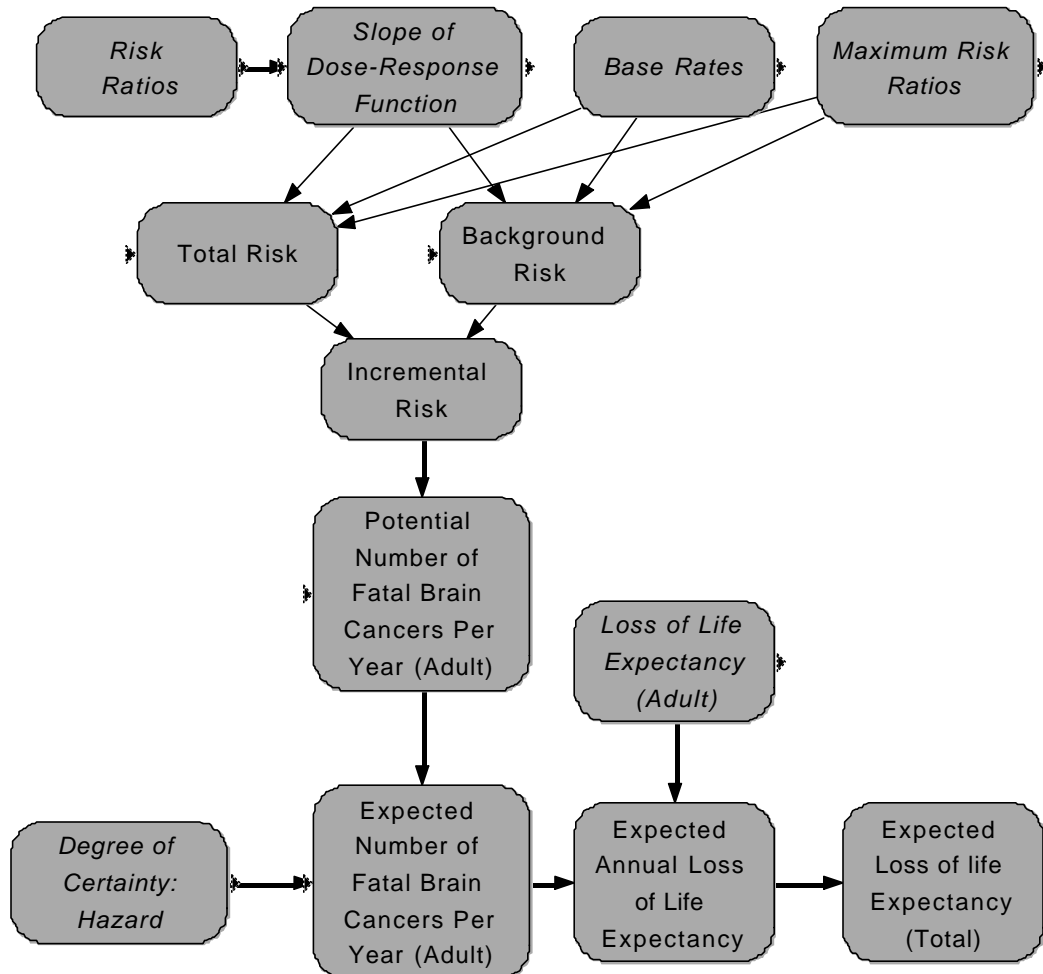 Risk
Ratios
Slope of
Dose-Response
Function
Base Rates
Maximum Risk
Ratios
Total Risk
Background
Risk
Incremental
Risk
Potential
Number of
Fatal Brain
Cancers Per
Year (Adult)
Loss of Life
Expectancy
(Adult)
Degree of
Certainty:
Hazard
Expected
Number of
Fatal Brain
Cancers Per
Year (Adult)
Expected
Annual Loss
of Life
Expectancy
Expected
Loss of life
Expectancy
(Total)